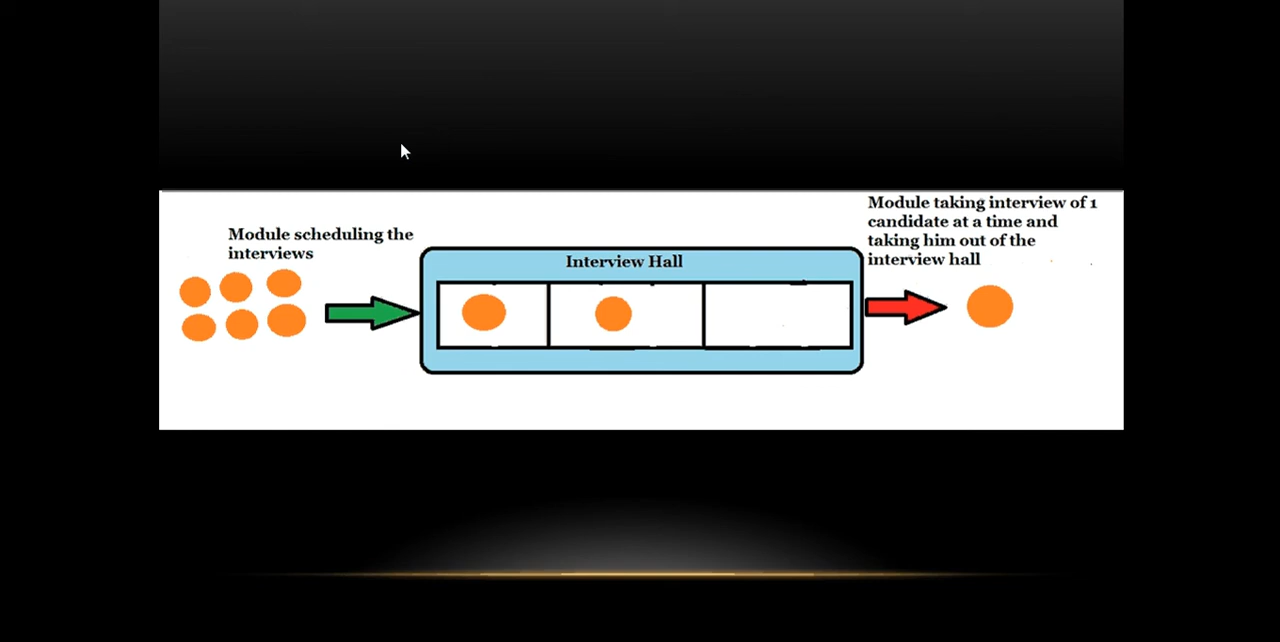 Module scheduling the
interviews
Interview Hall
Module taking interview of 1
candidate at a time and
taking him out of the
interview hall